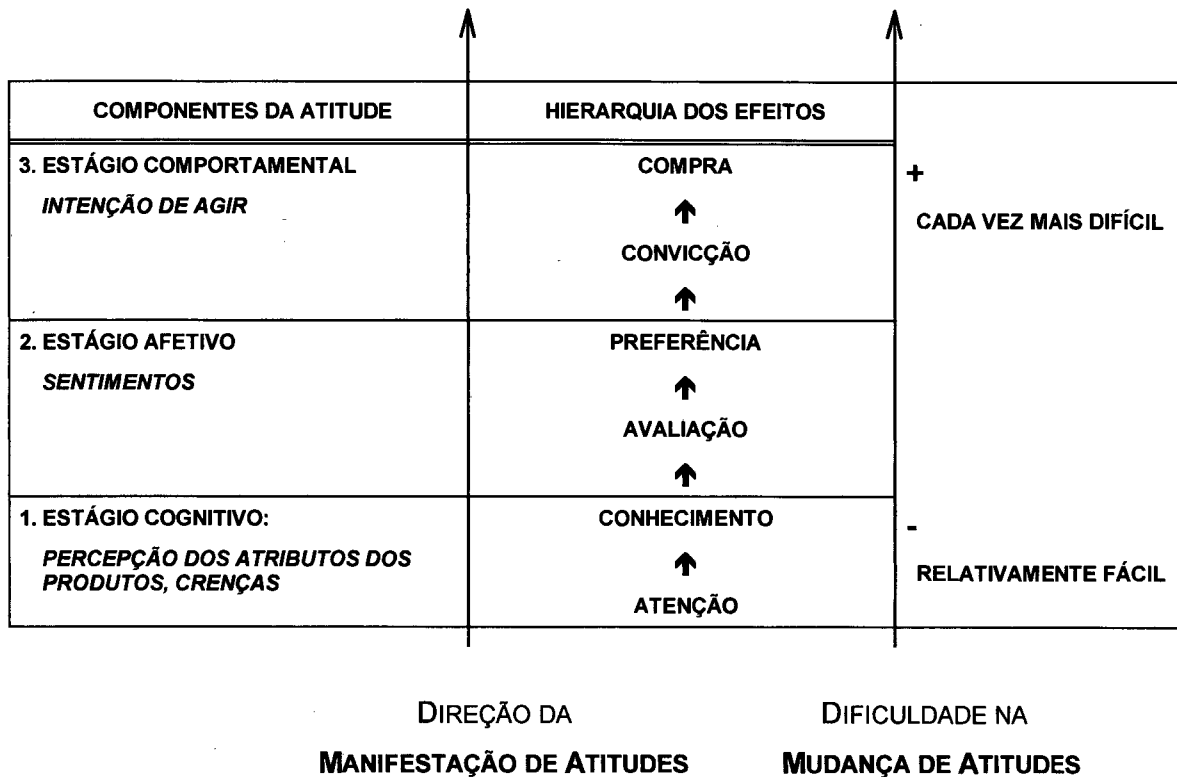 COMPONENTES DA ATITUDE
HIERARQUIA DOS EFEITOS
3. ESTÁGIO COMPORTAMENTAL
INTENÇÃO DE AGIR
COMPRA
CONVICÇÃO
+
CADA VEZ MAIS DIFÍCIL
2. ESTÁGIO AFETIVO
SENTIMENTOS
PREFERÊNCIA
AVALIAÇÃO
1. ESTÁGIO COGNITIVO:
PERCEPÇÃO DOS ATRIBUTOS DOS
PRODUTOS, CRENÇAS
CONHECIMENTO
ATENÇÃO
-
RELATIVAMENTE FÁCIL
DIREÇÃO DA
MANIFESTAÇÃO DE ATITUDES
DIFICULDADE NA
MUDANÇA DE ATITUDES